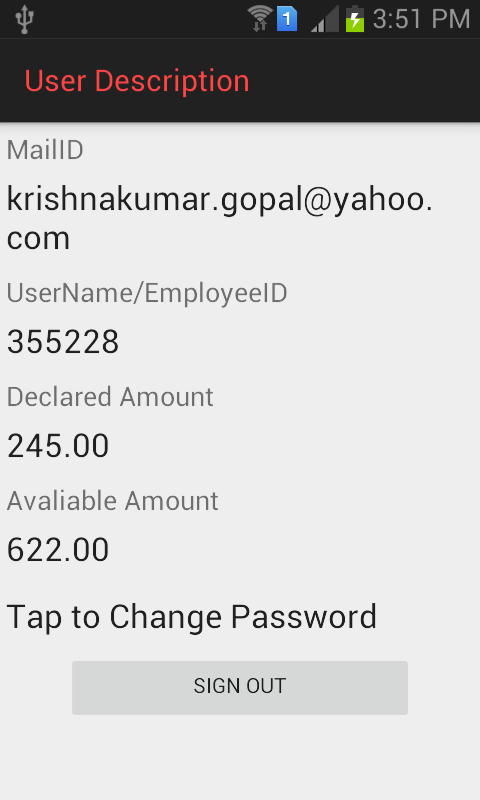 1 3:51 PM
User Description
MailID
krishnakumar.gopal@yahoo.
com
UserName/EmployeeID
355228
Declared Amount
245.00
Avaliable Amount
622.00
Tap to Change Password
SIGN OUT